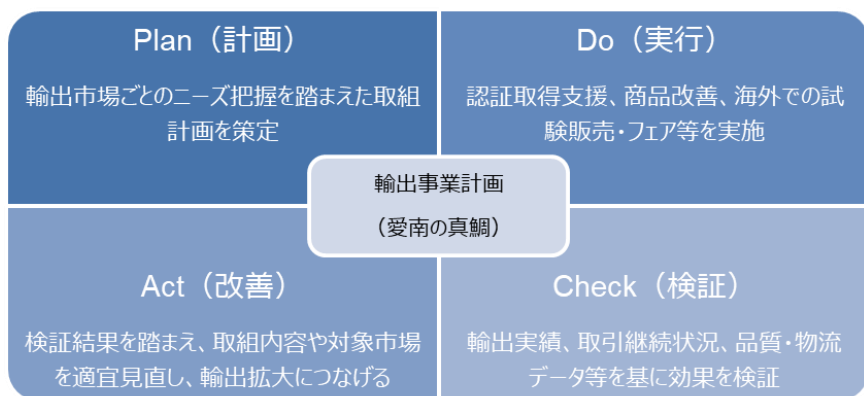 Plan（計画）
輸出市場ごとのニーズ把握を踏まえた取組
計画を策定
Do（実行）
認証取得支援、商品改善、海外での試
験販売・フェア等を実施
輸出事業計画
（愛南の真鯛）
Act（改善）
検証結果を踏まえ、取組内容や対象市場
を適宜見直し、輸出拡大につなげる
Check（検証）
輸出実績、取引継続状況、品質・物流
データ等を基に効果を検証